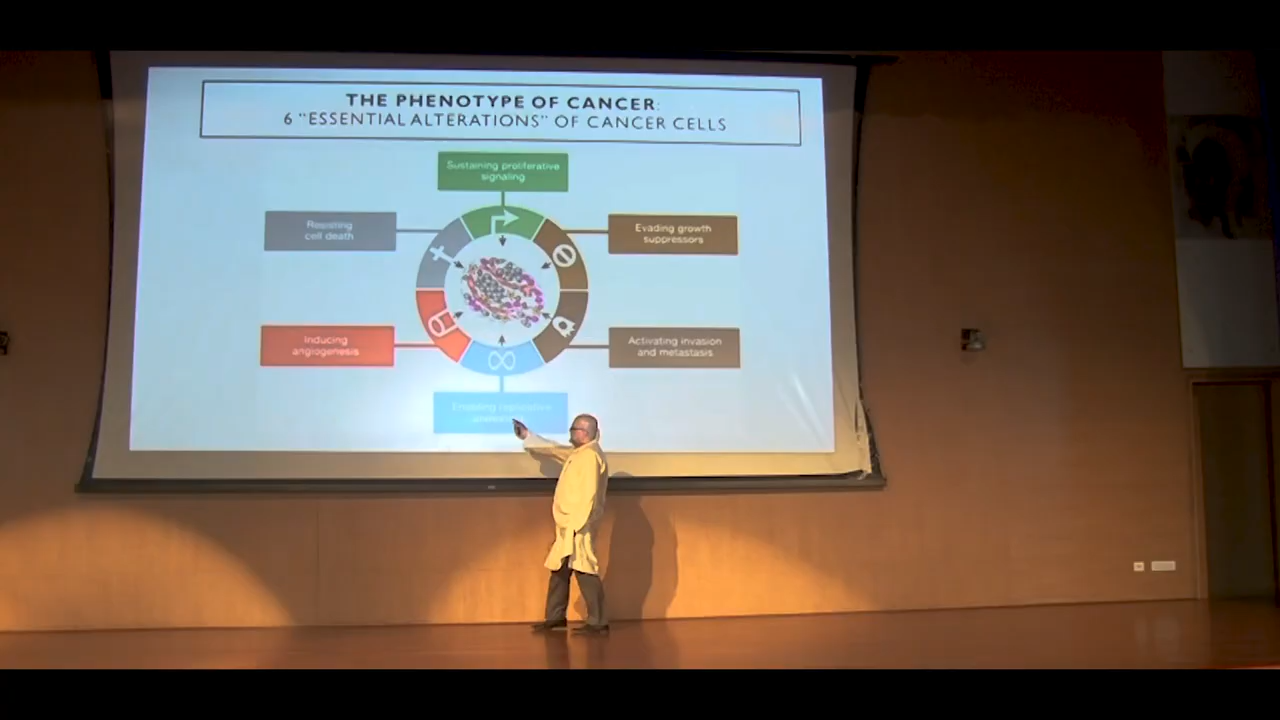 THE PHENOTYPE OF CANCER:
6 "ESSENTIAL ALTERATIONS" OF CANCER CELLS
Sustaining proliferative
signaling
Resisting
cell death
Evading growth
suppressors
Inducing
angiogenesis
Activating invasion
and metastasis
Enabling replicative